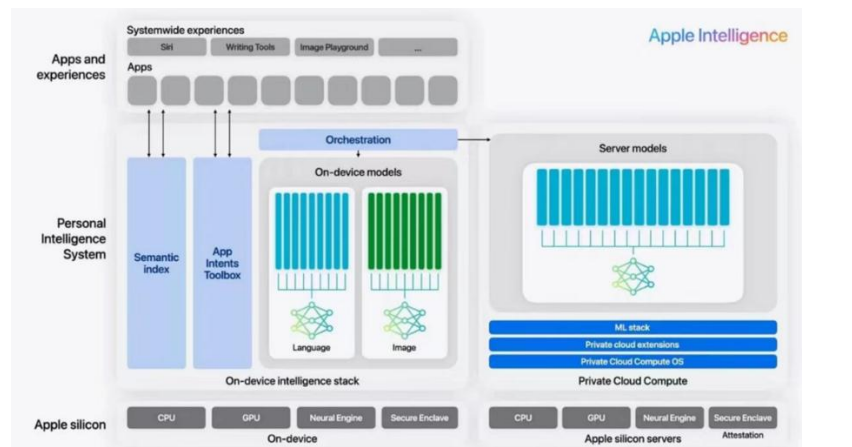 Systemwide experiences
Apple Intelligence
Siri
Writing Tools
Image Playground
...
Apps and
experiences
Apps
Orchestration
Server models
On-device models
Personal
Intelligence
System
Semantic
index
App
Intents
Toolbox
Language
Image
ML stack
Private cloud extensions
Private Cloud Compute OS
On-device intelligence stack
Private Cloud Compute
Apple silicon
CPU
GPU
Neural Engine
Secure Enclave
CPU
GPU
Neural Engine
Secure Enclave
On-device
Apple silicon servers
Attestation